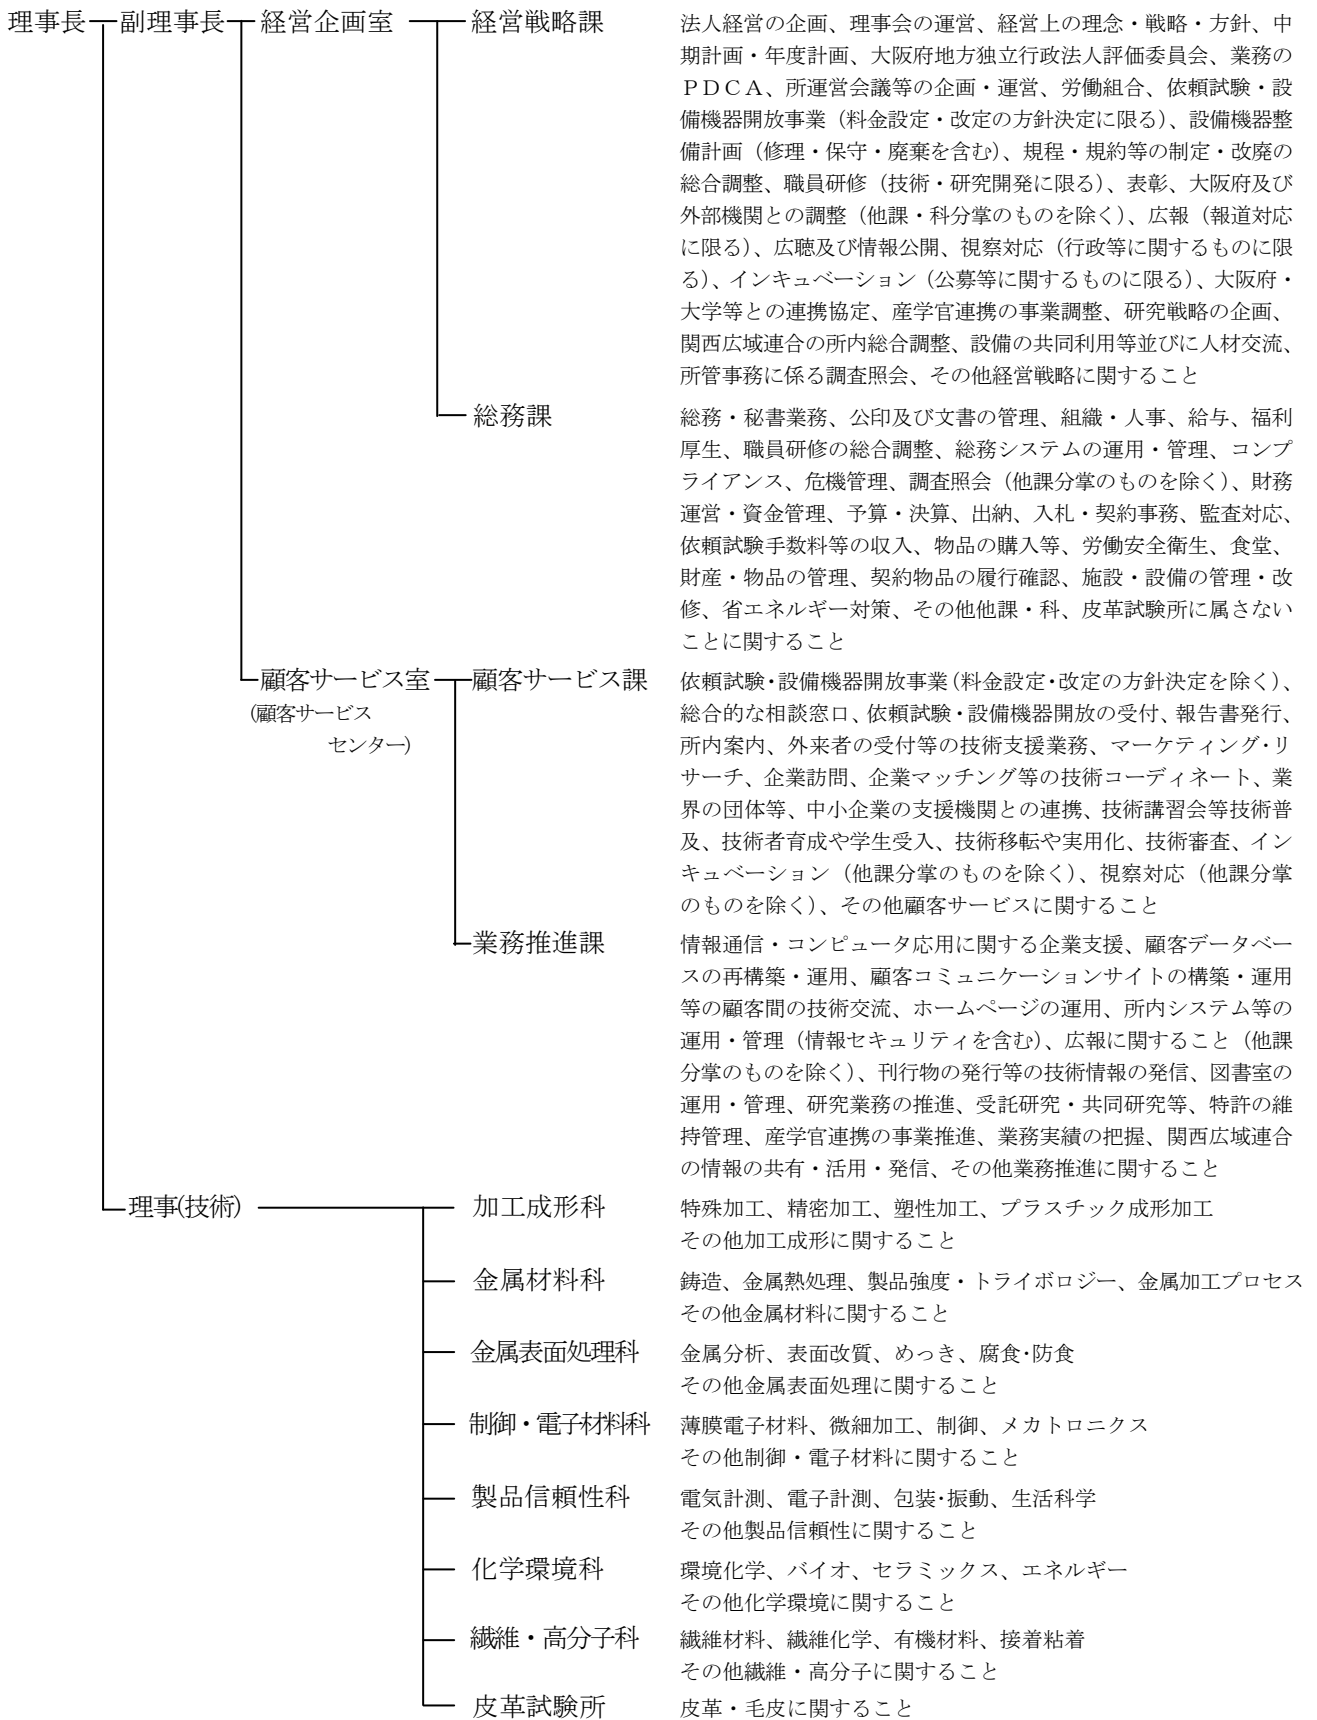 理事長 副理事長 経営企画室 経営戦略課 法人経営の企画、理事会の運営、経営上の理念・戦略・方針、中
期計画・年度計画、大阪府地方独立行政法人評価委員会、業務の
ＰＤＣＡ、所運営会議等の企画・運営、労働組合、依頼試験・設
備機器開放事業（料金設定・改定の方針決定に限る）、設備機器整
備計画（修理・保守・廃棄を含む）、規程・規約等の制定・改廃の
総合調整、職員研修（技術・研究開発に限る）、表彰、大阪府及び
外部機関との調整（他課・科分掌のものを除く）、広報（報道対応
に限る）、広聴及び情報公開、視察対応（行政等に関するものに限
る）、インキュベーション（公募等に関するものに限る）、大阪府・
大学等との連携協定、産学官連携の事業調整、研究戦略の企画、
関西広域連合の所内総合調整、設備の共同利用等並びに人材交流、
所管事務に係る調査照会、その他経営戦略に関すること
総務課 総務・秘書業務、公印及び文書の管理、組織・人事、給与、福利
厚生、職員研修の総合調整、総務システムの運用・管理、コンプ
ライアンス、危機管理、調査照会（他課分掌のものを除く）、財務
運営・資金管理、予算・決算、出納、入札・契約事務、監査対応、
依頼試験手数料等の収入、物品の購入等、労働安全衛生、食堂、
財産・物品の管理、契約物品の履行確認、施設・設備の管理・改
修、省エネルギー対策、その他他課・科、皮革試験所に属さない
ことに関すること
顧客サービス室 顧客サービス課 依頼試験・設備機器開放事業（料金設定・改定の方針決定を除く）、
(顧客サービス 総合的な相談窓口、依頼試験・設備機器開放の受付、報告書発行、
センター) 所内案内、外来者の受付等の技術支援業務、マーケティング・リ
サーチ、企業訪問、企業マッチング等の技術コーディネート、業
界の団体等、中小企業の支援機関との連携、技術講習会等技術普
及、技術者育成や学生受入、技術移転や実用化、技術審査、イン
キュベーション（他課分掌のものを除く）、視察対応（他課分掌
のものを除く）、その他顧客サービスに関すること
業務推進課 情報通信・コンピュータ応用に関する企業支援、顧客データベー
スの再構築・運用、顧客コミュニケーションサイトの構築・運用
等の顧客間の技術交流、ホームページの運用、所内システム等の
運用・管理（情報セキュリティを含む）、広報に関すること（他課
分掌のものを除く）、刊行物の発行等の技術情報の発信、図書室の
運用・管理、研究業務の推進、受託研究・共同研究等、特許の維
持管理、産学官連携の事業推進、業務実績の把握、関西広域連合
の情報の共有・活用・発信、その他業務推進に関すること
理事(技術) 加工成形科 特殊加工、精密加工、塑性加工、プラスチック成形加工
その他加工成形に関すること
金属材料科 鋳造、金属熱処理、製品強度・トライボロジー、金属加工プロセス
その他金属材料に関すること
金属表面処理科 金属分析、表面改質、めっき、腐食・防食
その他金属表面処理に関すること
制御・電子材料科 薄膜電子材料、微細加工、制御、メカトロニクス
その他制御・電子材料に関すること
製品信頼性科 電気計測、電子計測、包装・振動、生活科学
その他製品信頼性に関すること
化学環境科 環境化学、バイオ、セラミックス、エネルギー
その他化学環境に関すること
繊維・高分子科 繊維材料、繊維化学、有機材料、接着粘着
その他繊維・高分子に関すること
皮革試験所 皮革・毛皮に関すること